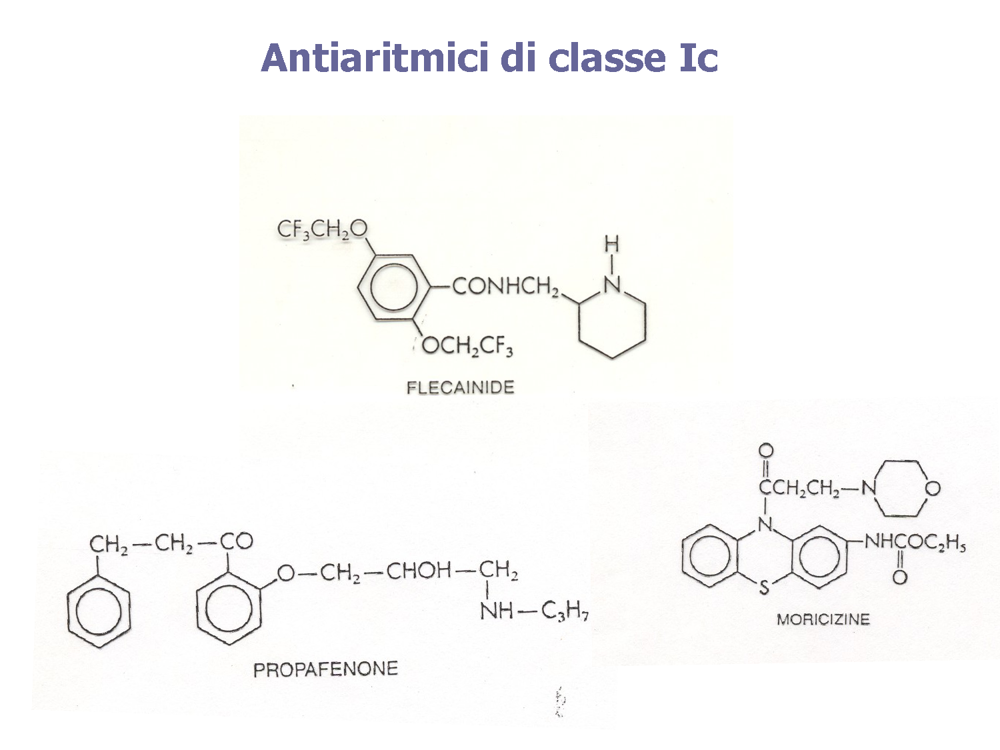 Antiaritmici di classe Ic
CF₃CH₂O
H
N
CONHCH₂
OCH₂CF₃
FLECAINIDE
O
CCH₂CH₂—N
O
N
NHCOC₂H₅
O
S
MORICIZINE
CH₂—CH₂—CO
O—CH₂—CHOH—CH₂
NH—C₃H₇
PROPAFENONE